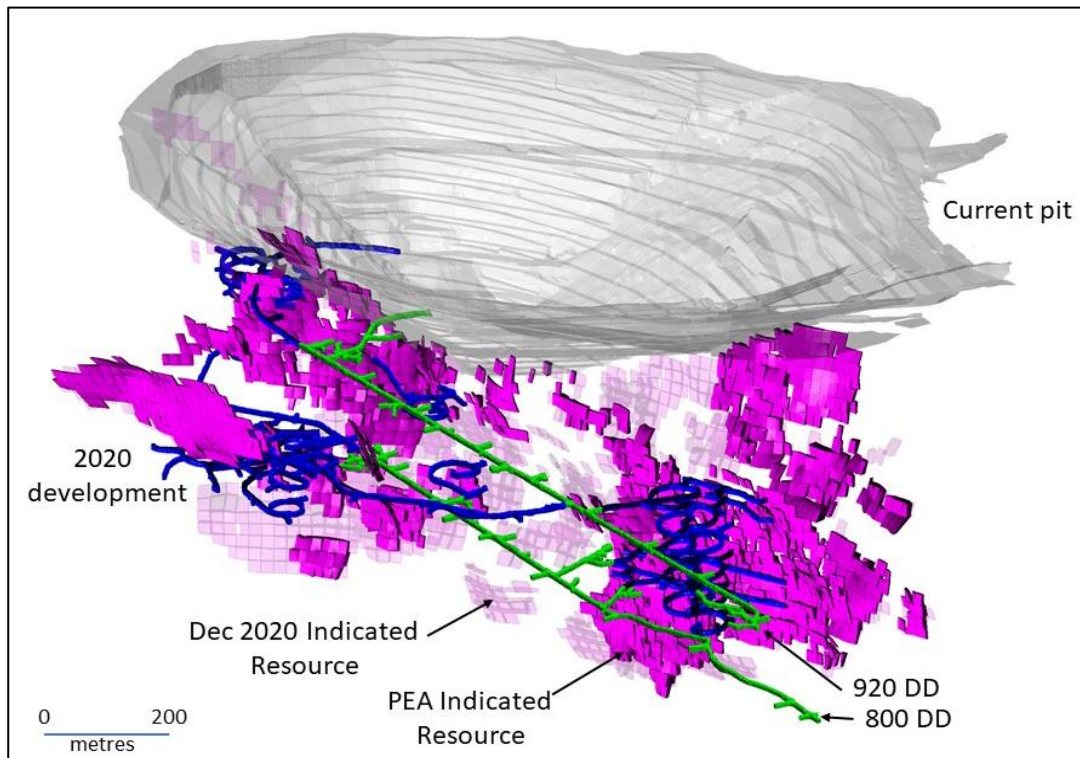 Current pit
2020
development
Dec 2020 Indicated
Resource
PEA Indicated
Resource
920 DD
800 DD
0 200
metres